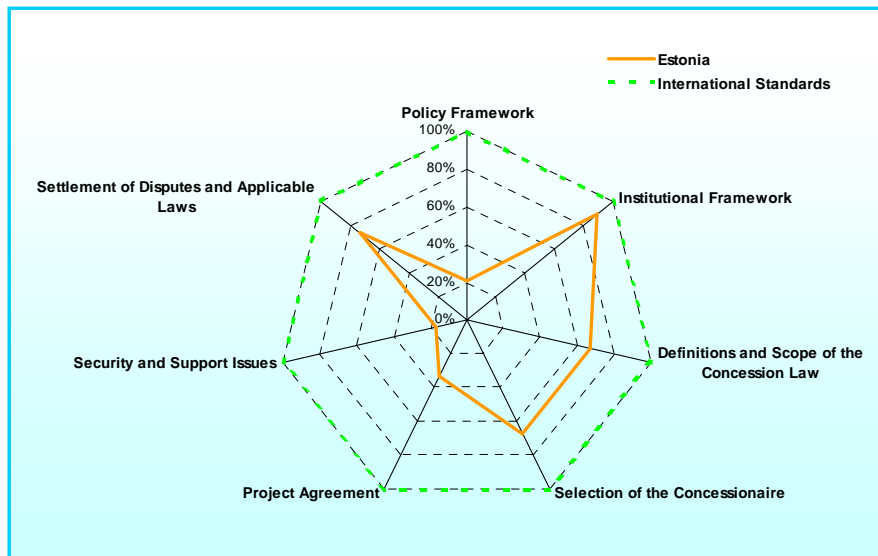 Estonia
International Standards
Policy Framework
100%
80%
60%
40%
20%
0%
Institutional Framework
Definitions and Scope of the
Concession Law
Selection of the Concessionaire
Project Agreement
Security and Support Issues
Settlement of Disputes and Applicable
Laws